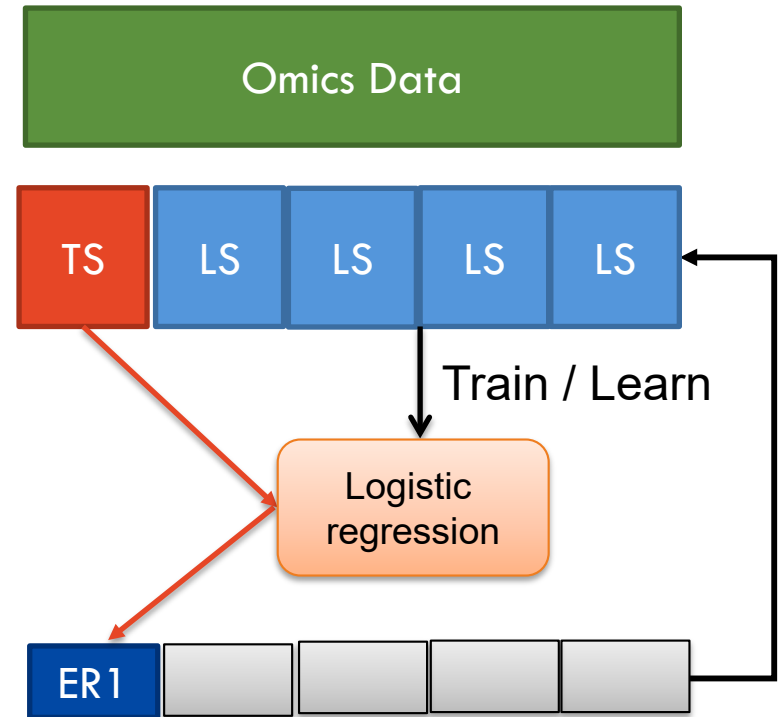 Omics Data
TS LS LS LS LS
Train / Learn
Logistic
regression
ER1